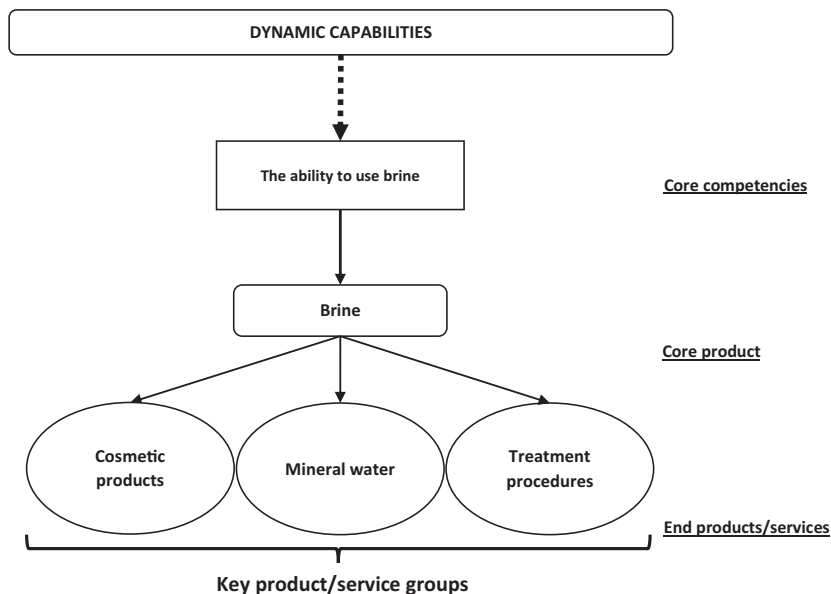 DYNAMIC CAPABILITIES
The ability to use brine
Core competencies
Brine
Core product
Cosmetic
products
Mineral water
Treatment
procedures
End products/services
Key product/service groups